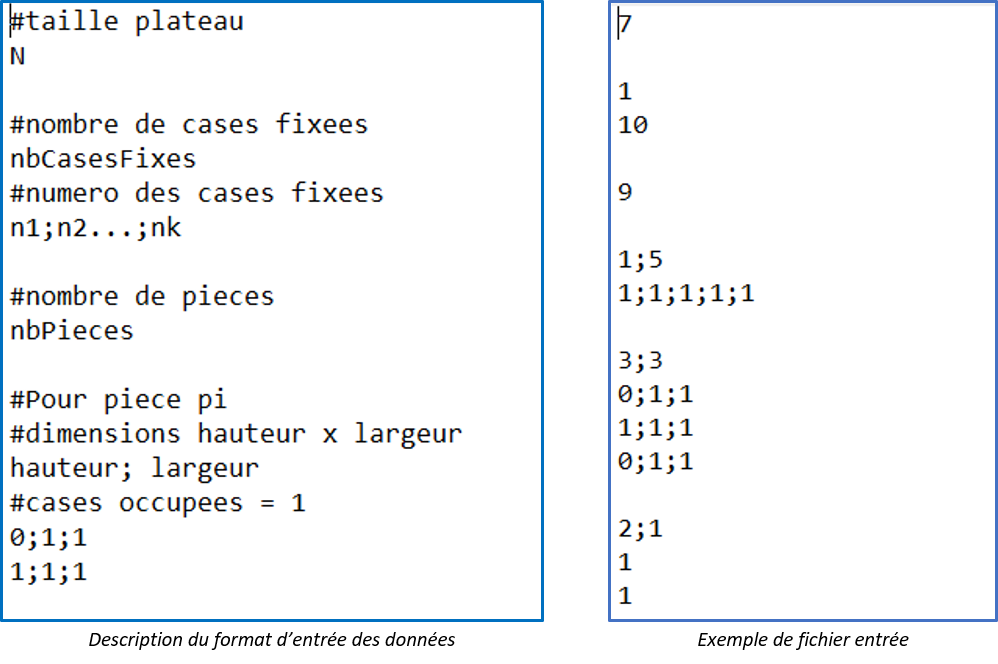 #taille plateau
N
#nombre de cases fixees
nbCasesFixes
#numero des cases fixees
n1;n2...;nk
#nombre de pieces
nbPieces
#Pour piece pi
#dimensions hauteur x largeur
hauteur; largeur
#cases occupees = 1
0;1;1
1;1;1
Description du format d'entrée des données
7
1
10
9
1;5
1;1;1;1;1
3;3
0;1;1
1;1;1
0;1;1
2;1
1
1
Exemple de fichier entrée